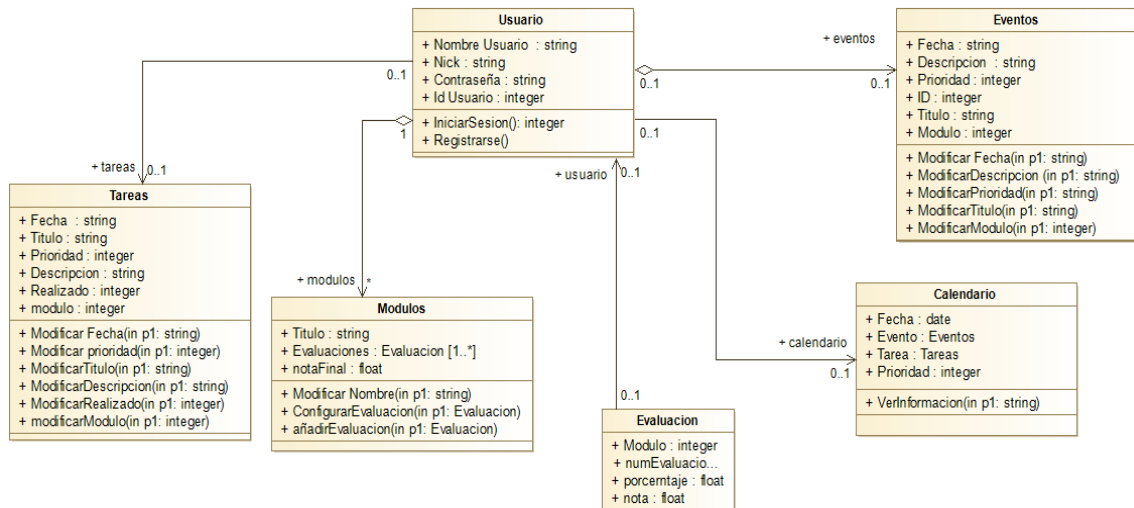 Usuario
+ Nombre Usuario : string
+ Nick : string
+ Contraseña : string
+ Id Usuario : integer
+ IniciarSesion(): integer
+ Registrarse()
Eventos
+ Fecha : string
+ Descripcion : string
+ Prioridad : integer
+ ID : integer
+ Titulo : string
+ Modulo : integer
+ Modificar Fecha(in p1: string)
+ ModificarDescripcion (in p1: string)
+ ModificarPrioridad(in p1: string)
+ ModificarTitulo(in p1: string)
+ ModificarModulo(in p1: integer)
+ eventos
0..1
0..1
0..1
+ tareas
0..1
1
0..1
+ usuario
0..1
Tareas
+ Fecha : string
+ Titulo : string
+ Prioridad : integer
+ Descripcion : string
+ Realizado : integer
+ modulo : integer
+ Modificar Fecha(in p1: string)
+ Modificar prioridad(in p1: integer)
+ ModificarTitulo(in p1: string)
+ ModificarDescripcion(in p1: string)
+ ModificarRealizado(in p1: integer)
+ modificarModulo(in p1: integer)
+ modulos
*
Modulos
+ Titulo : string
+ Evaluaciones : Evaluacion [1..*]
+ notaFinal : float
+ Modificar Nombre(in p1: string)
+ ConfigurarEvaluacion(in p1: Evaluacion)
+ añadirEvaluacion(in p1: Evaluacion)
+ calendario
0..1
Calendario
+ Fecha : date
+ Evento : Eventos
+ Tarea : Tareas
+ Prioridad : integer
+ VerInformacion(in p1: string)
0..1
Evaluacion
+ Modulo : integer
+ numEvaluacio...
+ porcerntaje : float
+ nota : float